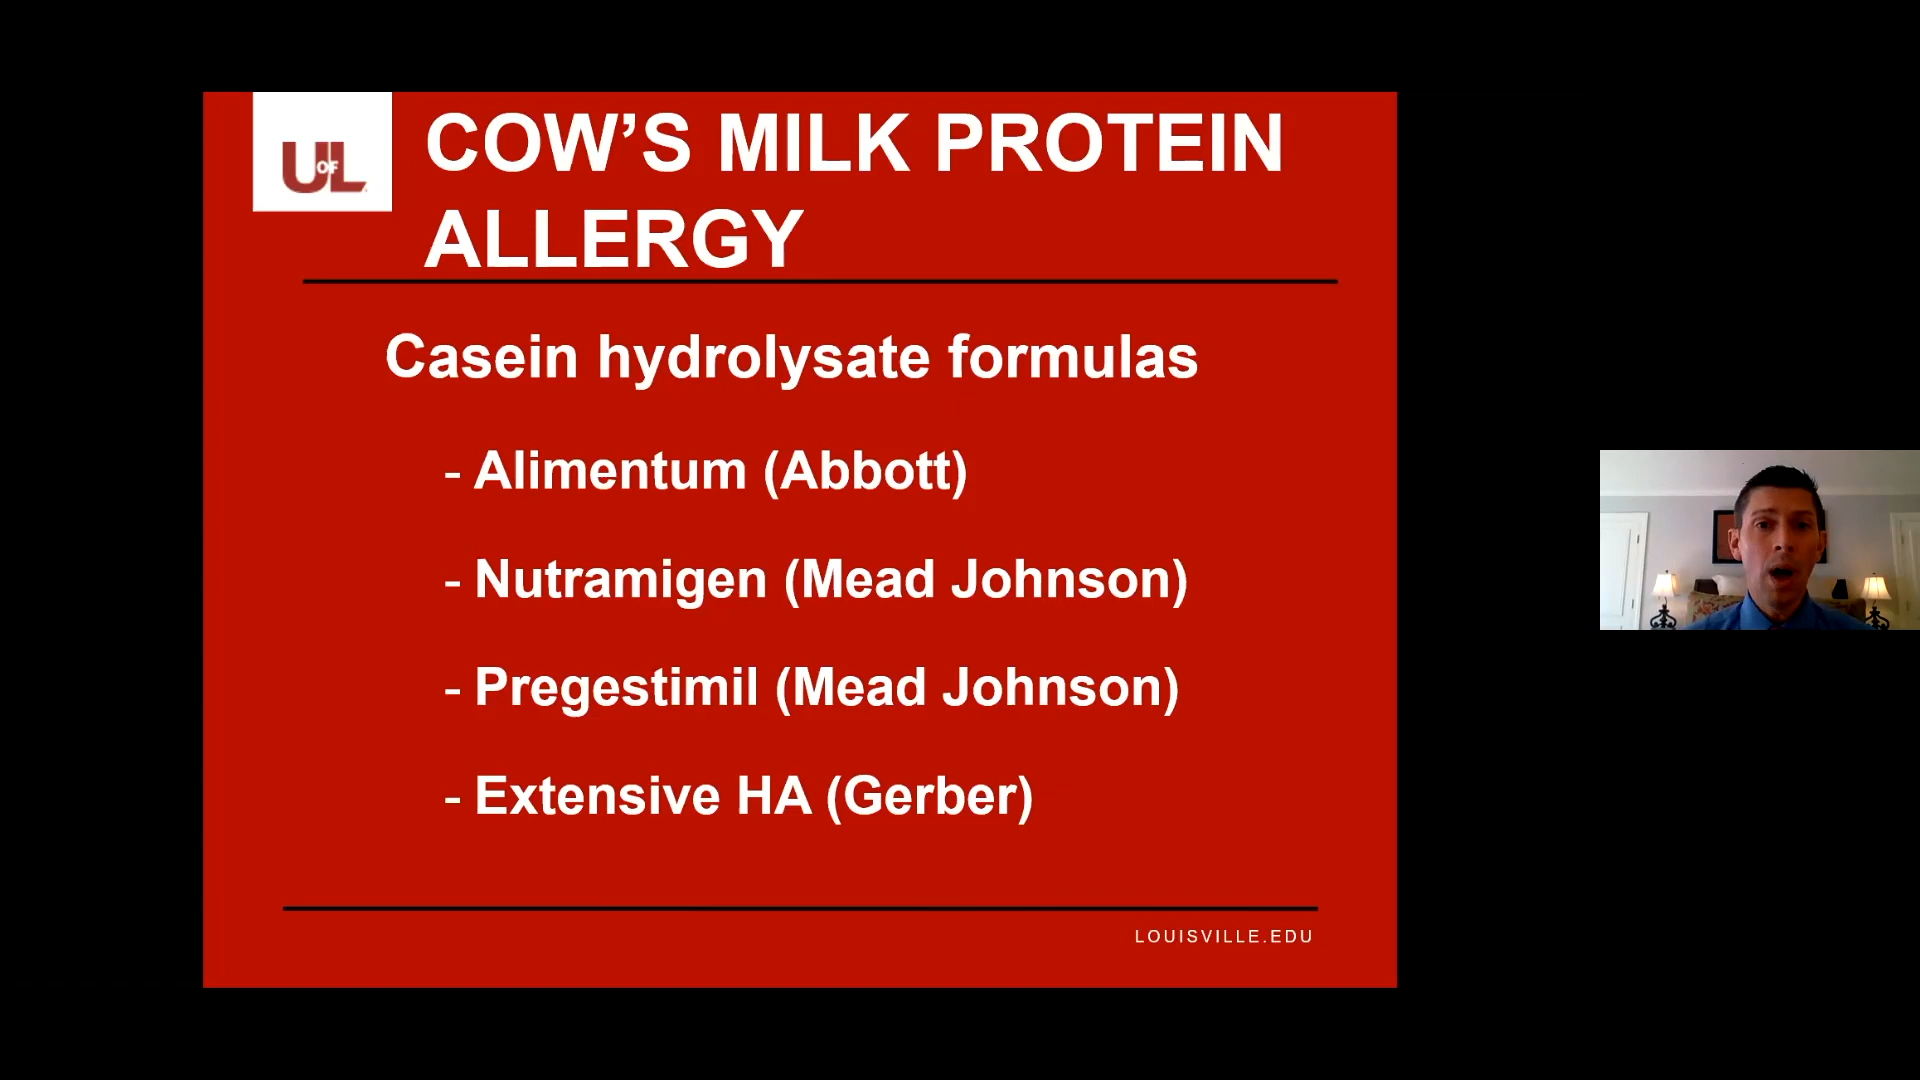 UOFL
COW’S MILK PROTEIN
ALLERGY
Casein hydrolysate formulas
- Alimentum (Abbott)
- Nutramigen (Mead Johnson)
- Pregestimil (Mead Johnson)
- Extensive HA (Gerber)
LOUISVILLE.EDU